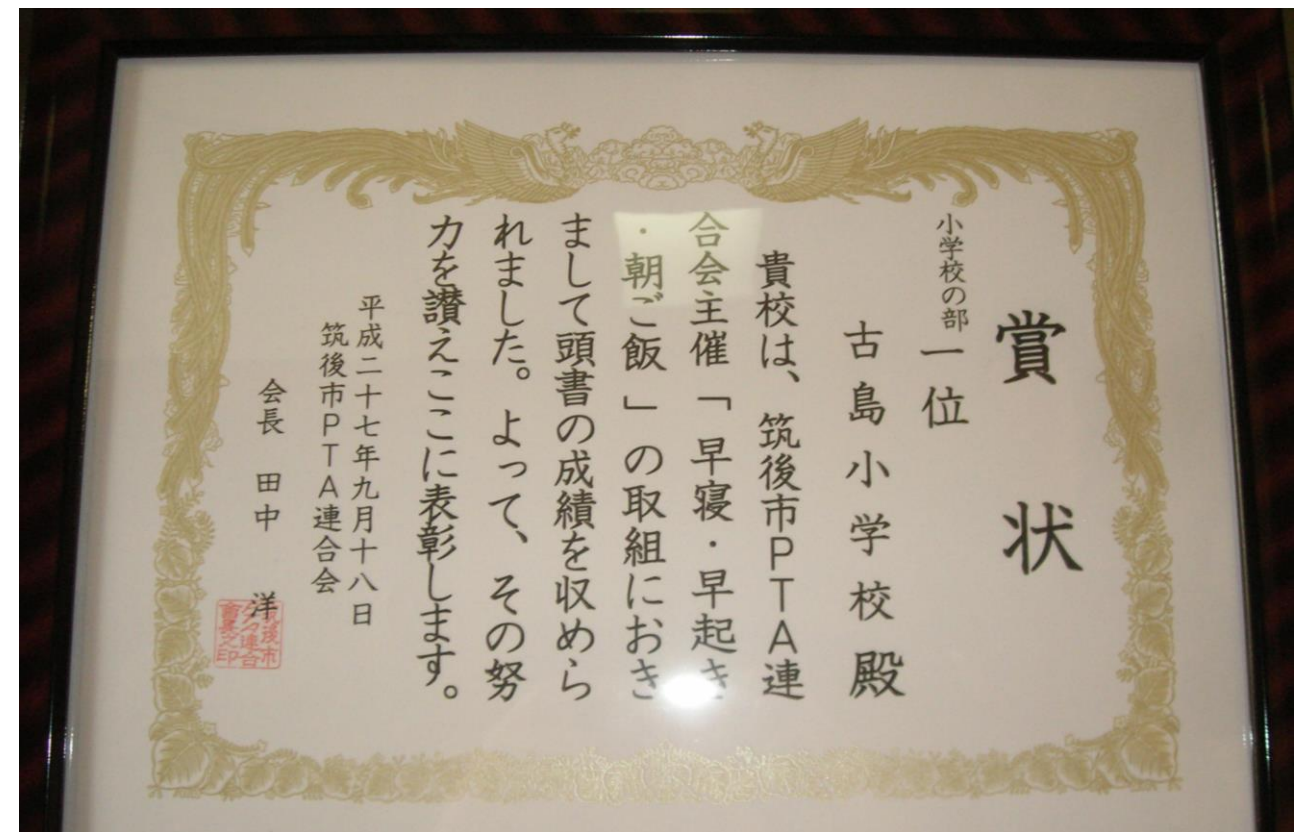 賞状
小学校の部 一位
古島小学校殿
貴校は、筑後市PTA連
合会主催「早寝・早起き
・朝ご飯」の取組におき
まして頭書の成績を収めら
れました。よって、その努
力を讃えここに表彰します。
平成二十七年九月十八日
筑後市PTA連合会
会長 田中 洋